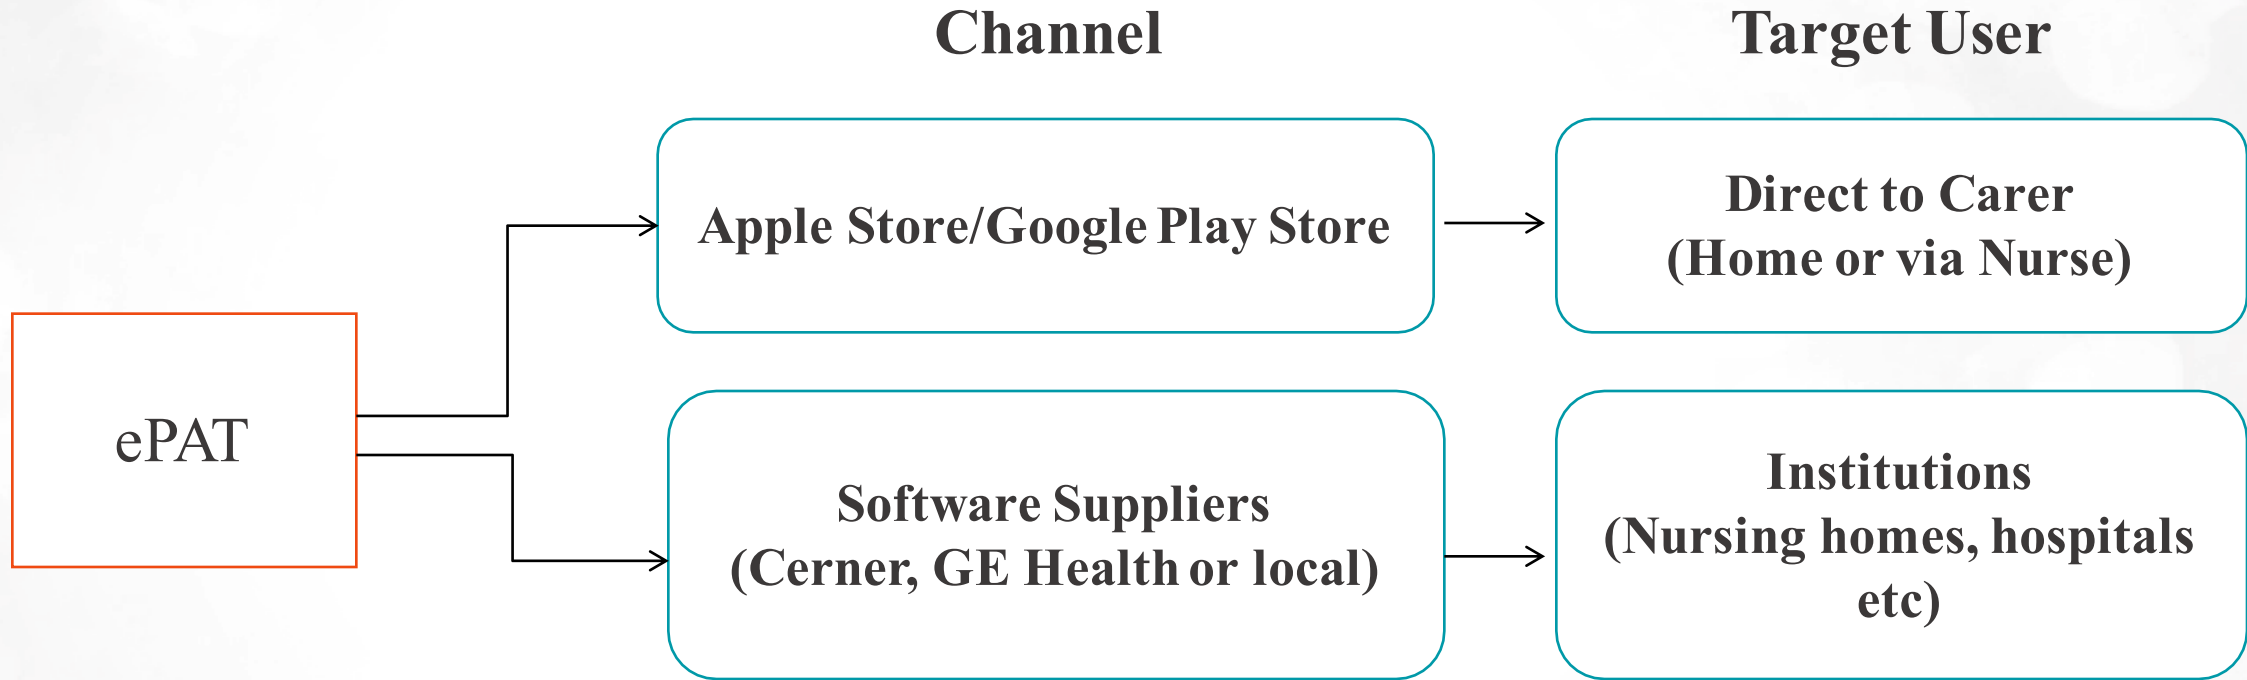 Channel
Target User
Apple Store/Google Play Store
Direct to Carer
(Home or via Nurse)
ePAT
Software Suppliers
(Cerner, GE Health or local)
Institutions
(Nursing homes, hospitals
etc)